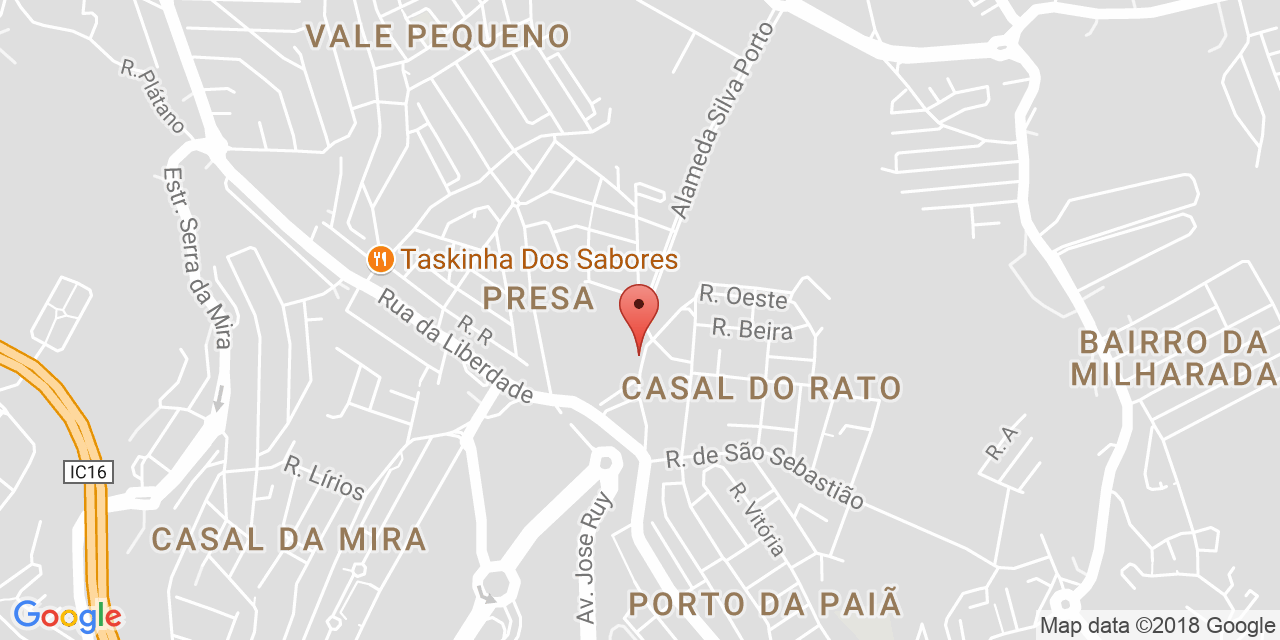 VALE PEQUENO
R. Plátano
Alameda Silva Porto
Estr. Serra da Mira
Taskinha Dos Sabores
PRESA
R. Oeste
R. R
Rua da Liberdade
R. Beira
BAIRRO DA
MILHARADA
CASAL DO RATO
R. A
IC16
R. Lírios
R. de São Sebastião
R. Vitória
Av. Jose Ruy
CASAL DA MIRA
PORTO DA PAIÃ
Google
Map data ©2018 Google